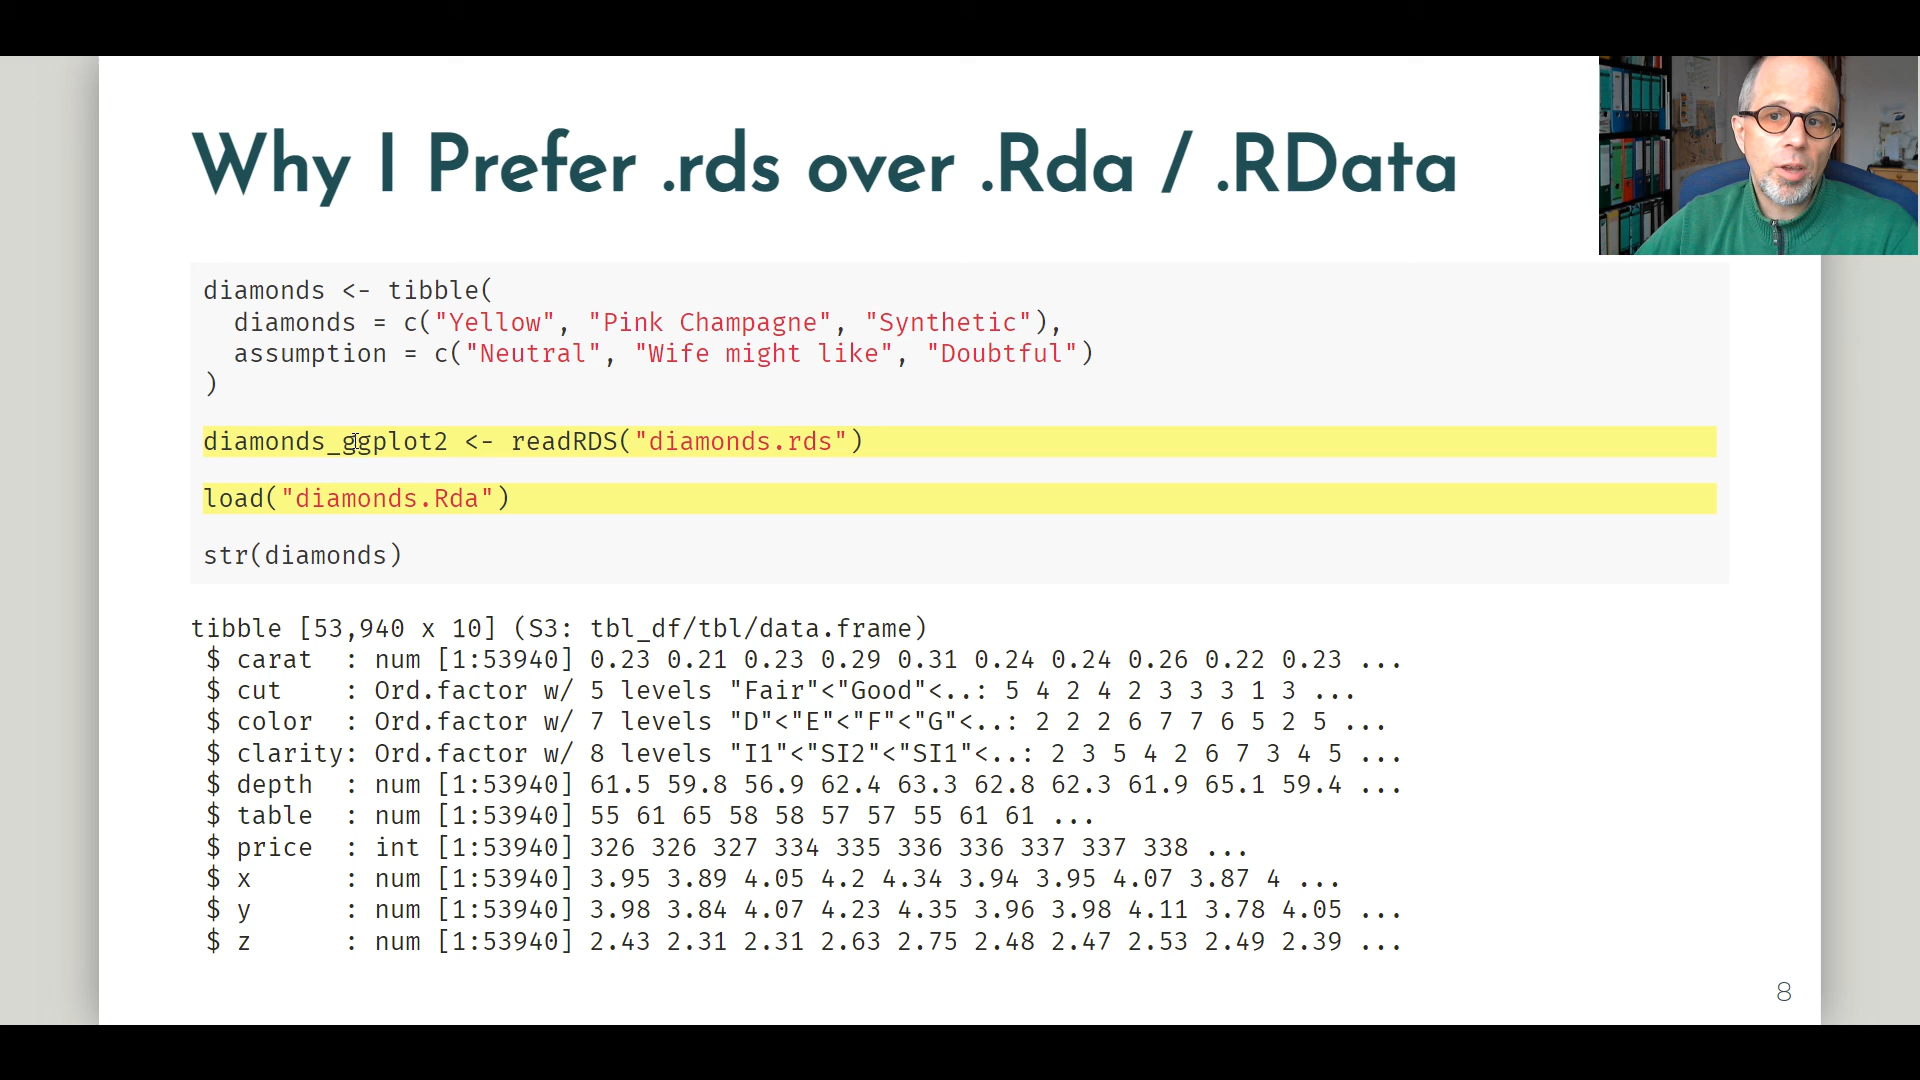 Why I Prefer .rds over .Rda / .RData
diamonds <- tibble(
  diamonds = c("Yellow", "Pink Champagne", "Synthetic"),
  assumption = c("Neutral", "Wife might like", "Doubtful")
)
diamonds_ggplot2 <- readRDS("diamonds.rds")
load("diamonds.Rda")
str(diamonds)
tibble [53,940 x 10] (S3: tbl_df/tbl/data.frame)
 $ carat  : num [1:53940] 0.23 0.21 0.23 0.29 0.31 0.24 0.24 0.26 0.22 0.23 ...
 $ cut    : Ord.factor w/ 5 levels "Fair"<"Good"<..: 5 4 2 4 2 3 3 3 1 3 ...
 $ color  : Ord.factor w/ 7 levels "D"<"E"<"F"<"G"<..: 2 2 2 6 7 7 6 5 2 5 ...
 $ clarity: Ord.factor w/ 8 levels "I1"<"SI2"<"SI1"<..: 2 3 5 4 2 6 7 3 4 5 ...
 $ depth  : num [1:53940] 61.5 59.8 56.9 62.4 63.3 62.8 62.3 61.9 65.1 59.4 ...
 $ table  : num [1:53940] 55 61 65 58 58 57 57 55 61 61 ...
 $ price  : int [1:53940] 326 326 327 334 335 336 336 337 337 338 ...
 $ x      : num [1:53940] 3.95 3.89 4.05 4.2 4.34 3.94 3.95 4.07 3.87 4 ...
 $ y      : num [1:53940] 3.98 3.84 4.07 4.23 4.35 3.96 3.98 4.11 3.78 4.05 ...
 $ z      : num [1:53940] 2.43 2.31 2.31 2.63 2.75 2.48 2.47 2.53 2.49 2.39 ...
8